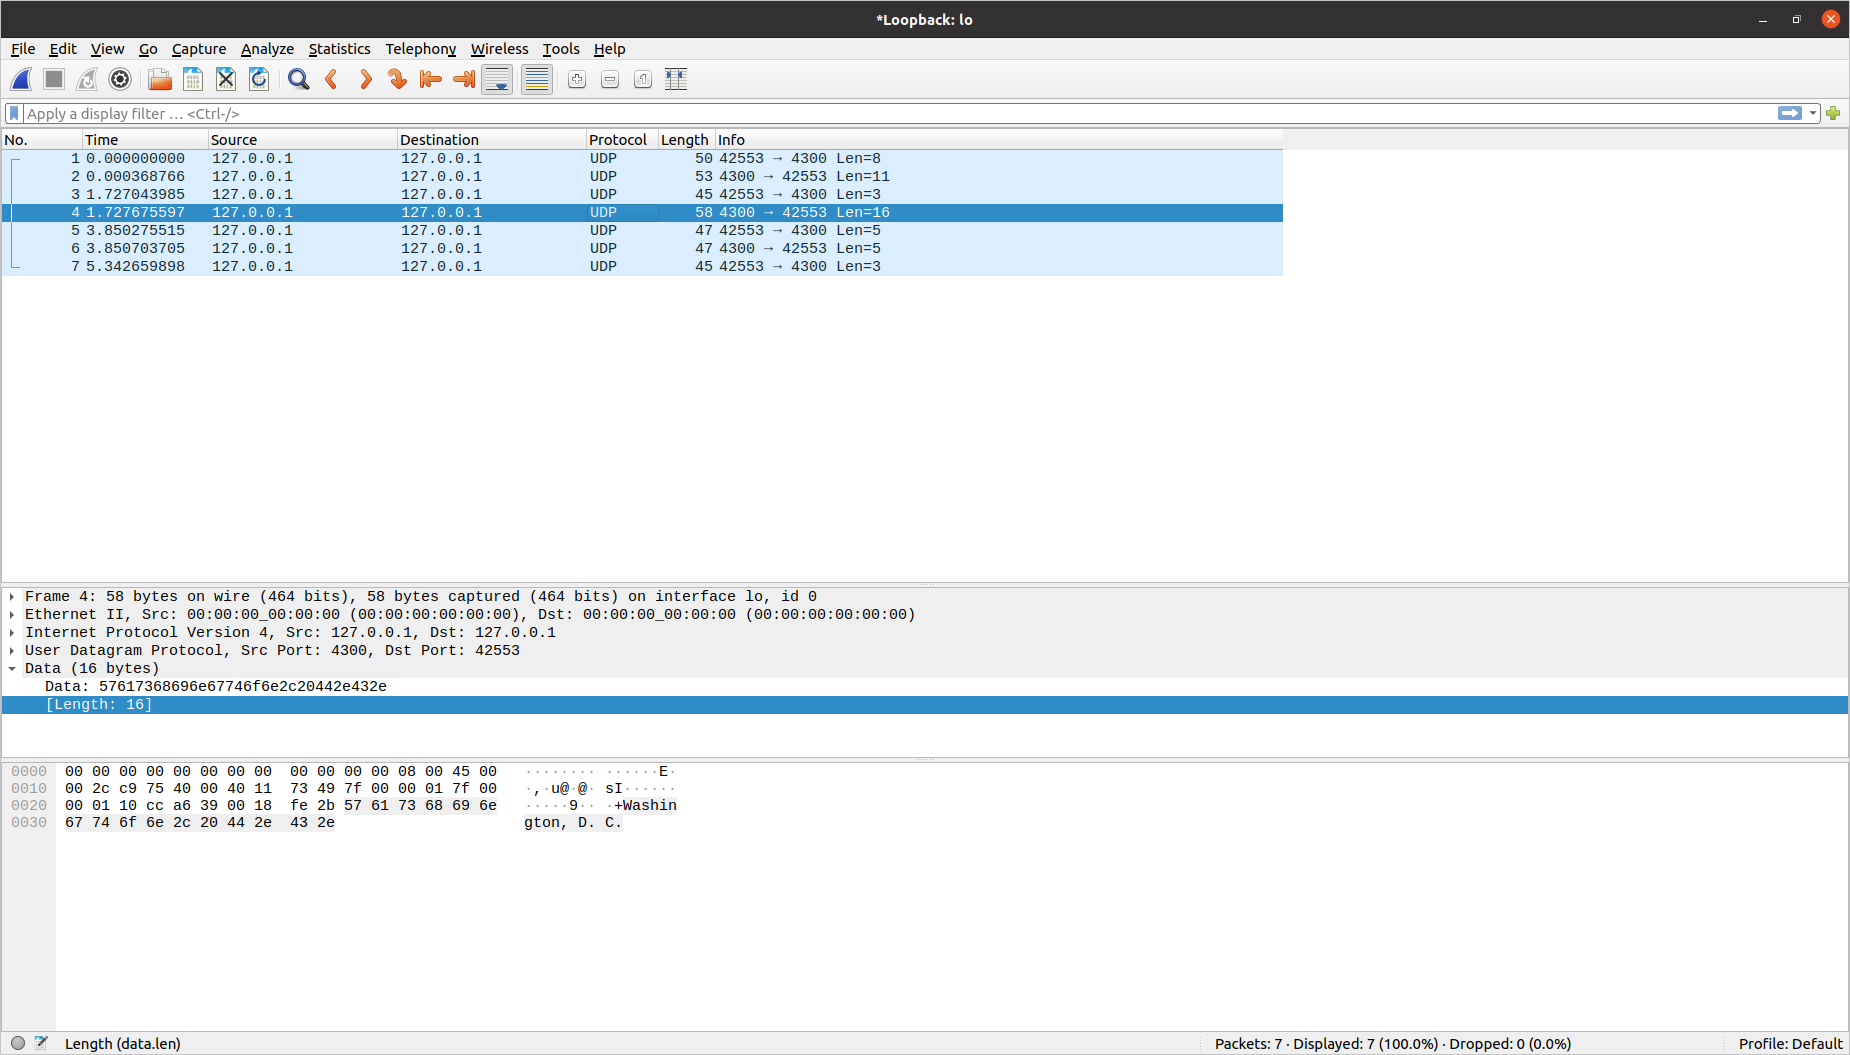 *Loopback: lo
File Edit View Go Capture Analyze Statistics Telephony Wireless Tools Help
Apply a display filter … <Ctrl-/>
No. Time Source Destination Protocol Length Info
1 0.000000000 127.0.0.1 127.0.0.1 UDP 50 42553 → 4300 Len=8
2 0.000368766 127.0.0.1 127.0.0.1 UDP 53 4300 → 42553 Len=11
3 1.727043985 127.0.0.1 127.0.0.1 UDP 45 42553 → 4300 Len=3
4 1.727675597 127.0.0.1 127.0.0.1 UDP 58 4300 → 42553 Len=16
5 3.850275515 127.0.0.1 127.0.0.1 UDP 47 42553 → 4300 Len=5
6 3.850703705 127.0.0.1 127.0.0.1 UDP 47 4300 → 42553 Len=5
7 5.342659898 127.0.0.1 127.0.0.1 UDP 45 42553 → 4300 Len=3
Frame 4: 58 bytes on wire (464 bits), 58 bytes captured (464 bits) on interface lo, id 0
Ethernet II, Src: 00:00:00_00:00:00 (00:00:00:00:00:00), Dst: 00:00:00_00:00:00 (00:00:00:00:00:00)
Internet Protocol Version 4, Src: 127.0.0.1, Dst: 127.0.0.1
User Datagram Protocol, Src Port: 4300, Dst Port: 42553
Data (16 bytes)
Data: 57617368696e67746f6e2c20442e432e
[Length: 16]
0000 00 00 00 00 00 00 00 00 00 00 00 00 08 00 45 00 ········ ······E·
0010 00 2c c9 75 40 00 40 11 73 49 7f 00 00 01 7f 00 ·,·u@·@· sI······
0020 00 01 10 cc a6 39 00 18 fe 2b 57 61 73 68 69 6e ·····9·· ·+Washin
0030 67 74 6f 6e 2c 20 44 2e 43 2e gton, D. C.
Length (data.len) Packets: 7 · Displayed: 7 (100.0%) · Dropped: 0 (0.0%) Profile: Default